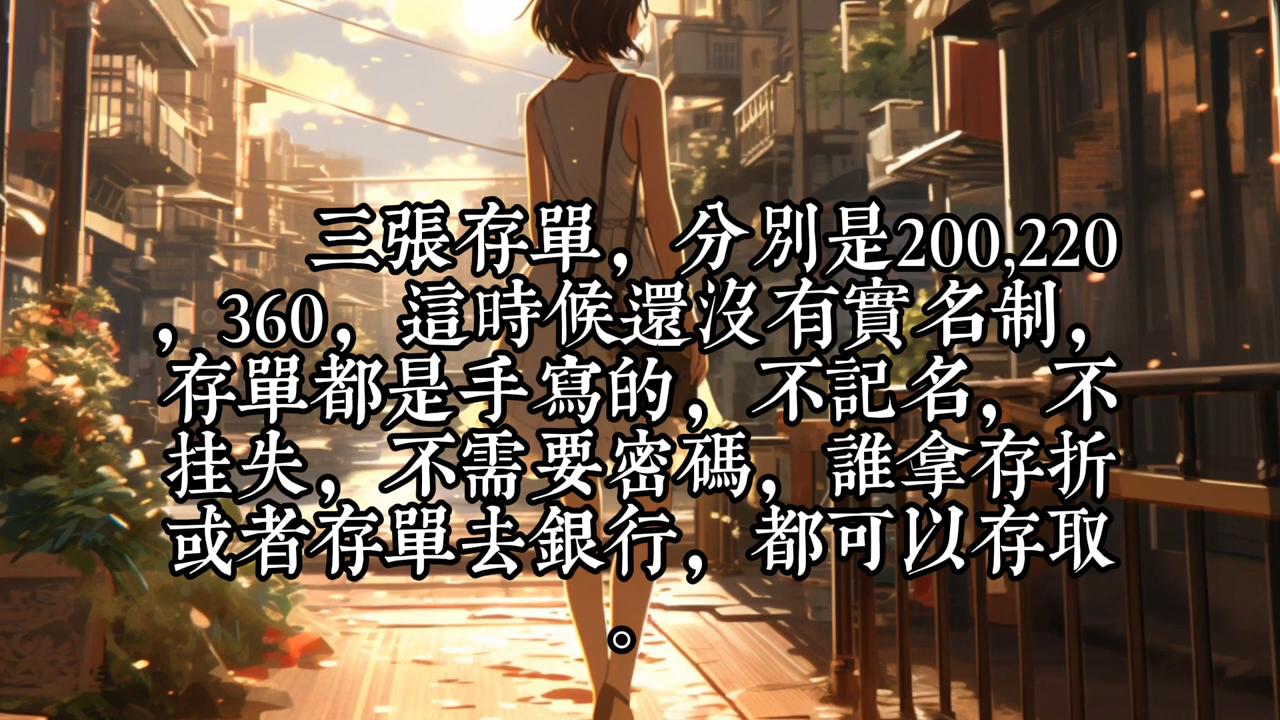 三張存單，分別是200,220
，360，這時候還沒有實名制，
存單都是手寫的，不記名，不
挂失，不需要密碼，誰拿存折
或者存單去銀行，都可以存取
。